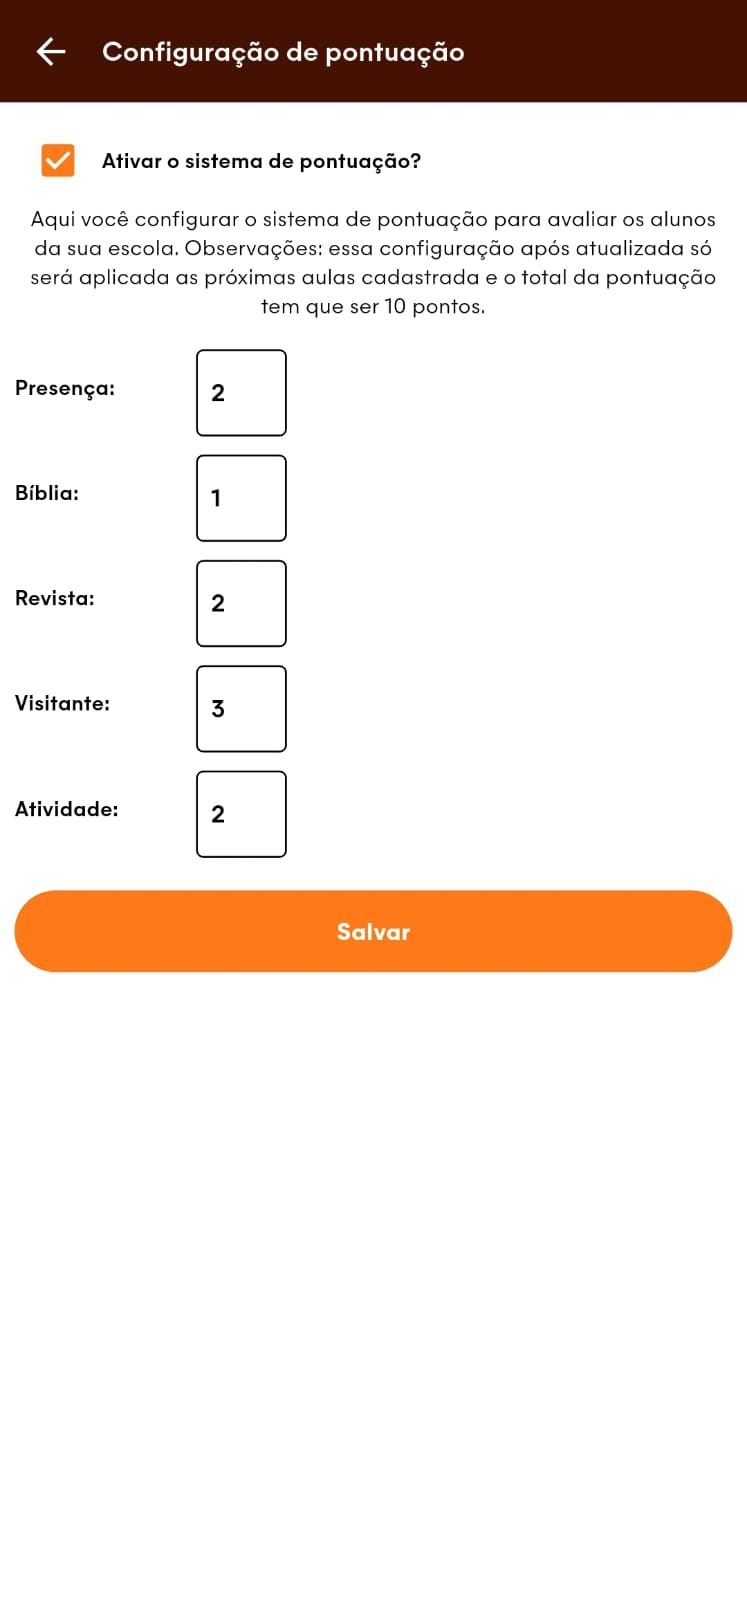 Configuração de pontuação
Ativar o sistema de pontuação?
Aqui você configurar o sistema de pontuação para avaliar os alunos
da sua escola. Observações: essa configuração após atualizada só
será aplicada as próximas aulas cadastrada e o total da pontuação
tem que ser 10 pontos.
Presença: 2
Bíblia: 1
Revista: 2
Visitante: 3
Atividade: 2
Salvar